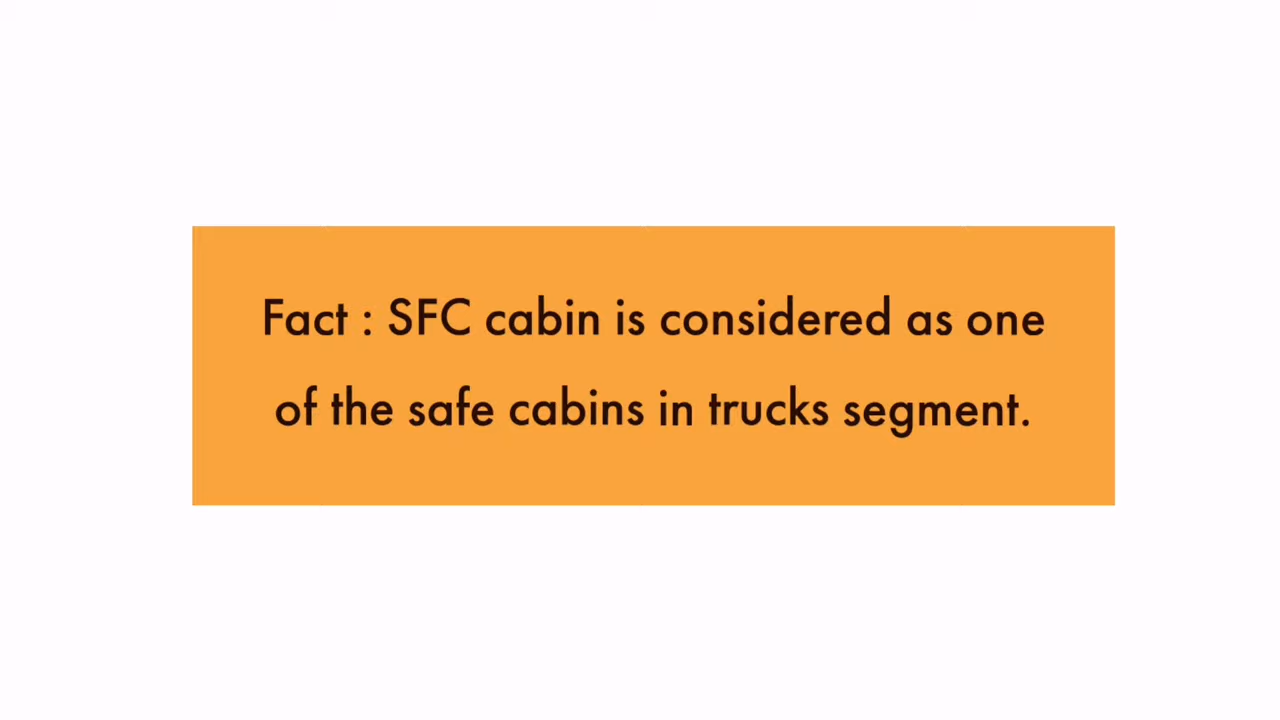 Fact : SFC cabin is considered as one
of the safe cabins in trucks segment.